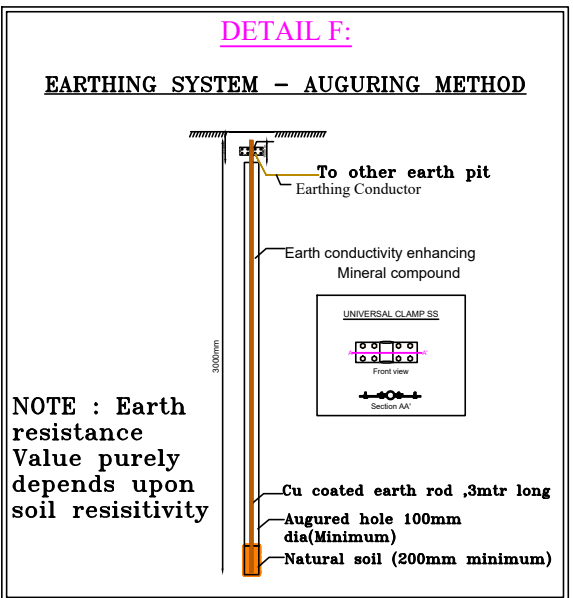 DETAIL F:
EARTHING SYSTEM – AUGURING METHOD
To other earth pit
Earthing Conductor
Earth conductivity enhancing
Mineral compound
UNIVERSAL CLAMP SS
A A'
Front view
Section AA'
3000mm
NOTE : Earth
resistance
Value purely
depends upon
soil resisitivity
Cu coated earth rod ,3mtr long
Augured hole 100mm
dia(Minimum)
Natural soil (200mm minimum)